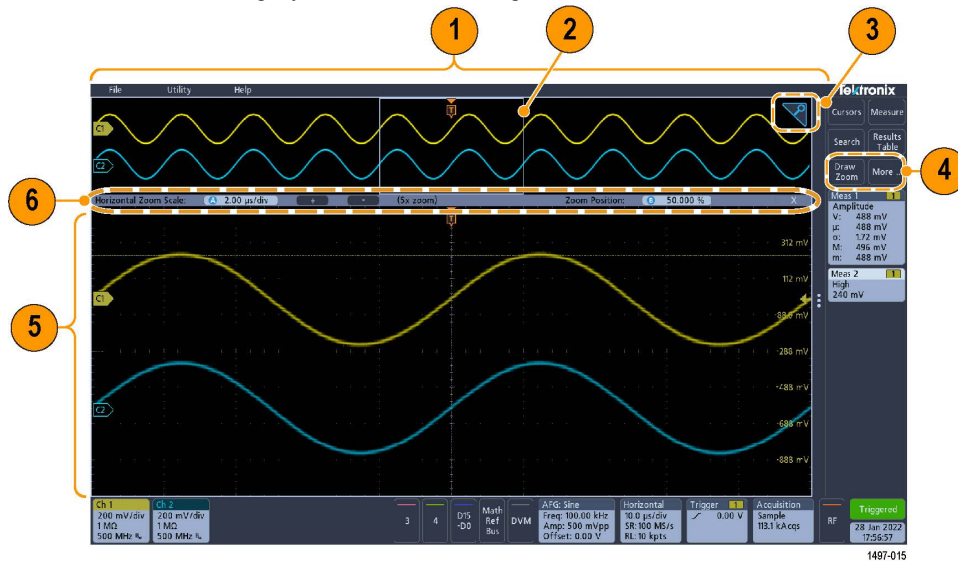 1
2
3
File Utility Help
Tektronix
T
C1
C2
Cursors Measure
Search Results Table
Draw Zoom More ...
4
6
Horizontal Zoom Scale: A 2.00 µs/div + - (5x zoom) Zoom Position: B 50.000 % X
Meas 1 1
Amplitude
V: 488 mV
µ: 488 mV
σ: 1.72 mV
M: 496 mV
m: 488 mV
Meas 2 1
High
240 mV
T
312 mV
112 mV
C1
-88.0 mV
5
-288 mV
-488 mV
C2
-688 mV
-888 mV
Ch 1
200 mV/div
1 MΩ
500 MHz
Ch 2
200 mV/div
1 MΩ
500 MHz
3
4
D15
-D0
Math
Ref
Bus
DVM
AFG: Sine
Freq: 100.00 kHz
Amp: 500 mVpp
Offset: 0.00 V
Horizontal
10.0 µs/div
SR: 100 MS/s
RL: 10 kpts
Trigger 1
0.00 V
Acquisition
Sample
113.1 kAcqs
RF
Triggered
28 Jan 2022
17:56:57
1497-015